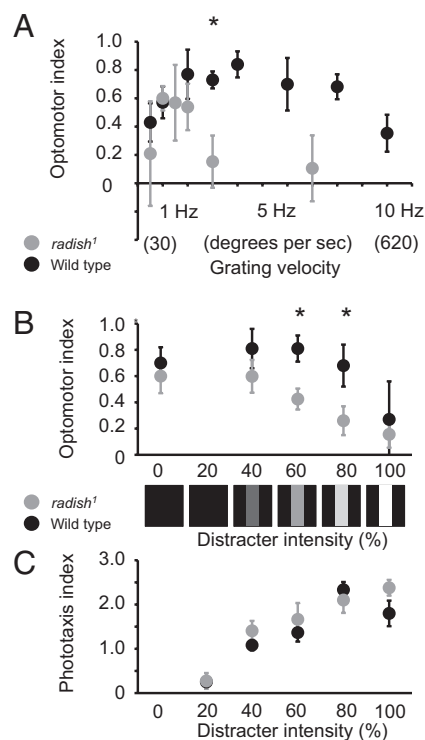 A
*
Optomotor index
1.0
0.8
0.6
0.4
0.2
0
1 Hz 5 Hz 10 Hz
(30) (degrees per sec) (620)
Grating velocity
radish1
Wild type
B
* *
Optomotor index
1.0
0.8
0.6
0.4
0.2
0
0 20 40 60 80 100
radish1
Wild type
Distracter intensity (%)
C
Phototaxis index
3.0
2.0
1.0
0
0 20 40 60 80 100
Distracter intensity (%)